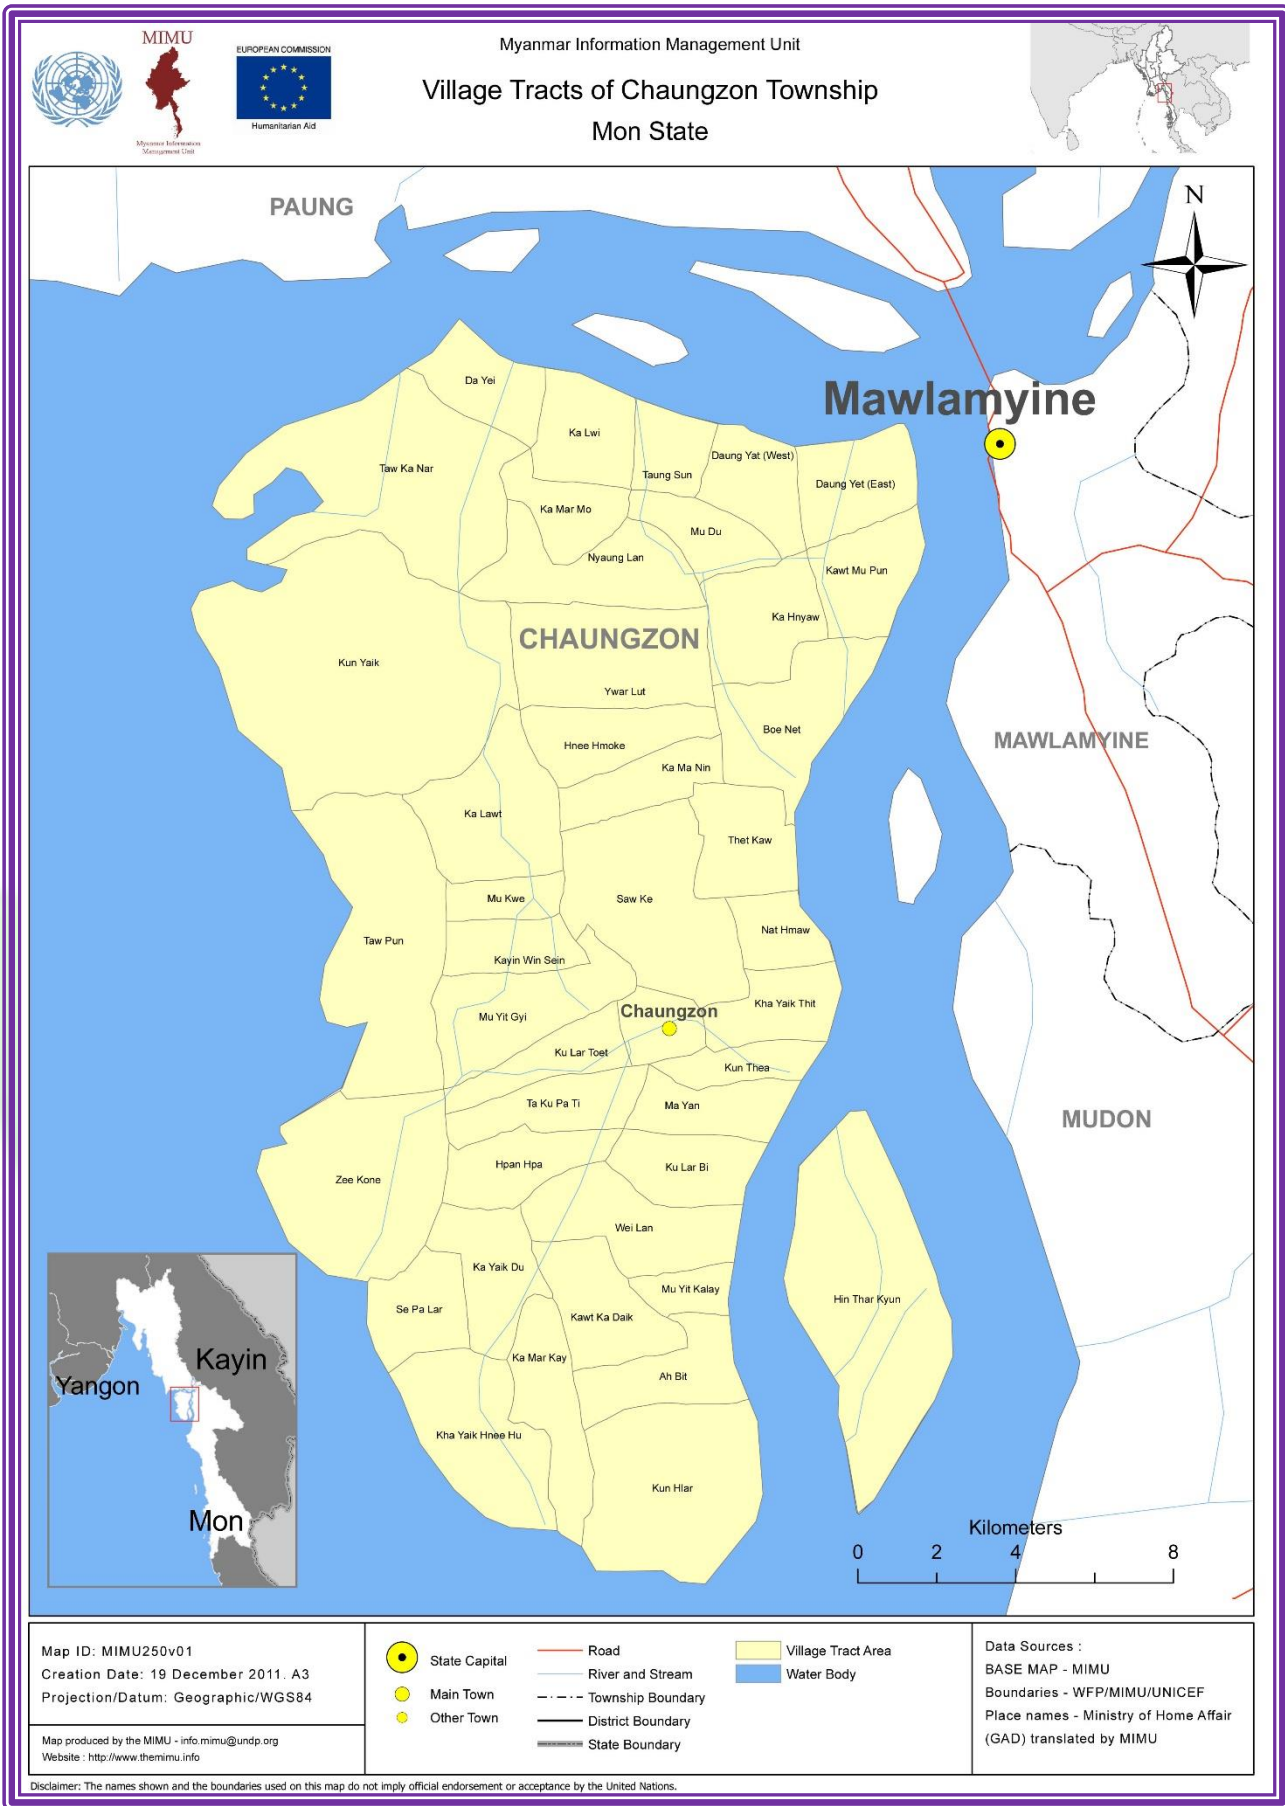 MIMU
Myanmar Information
Management Unit
EUROPEAN COMMISSION
Humanitarian Aid
Myanmar Information Management Unit
Village Tracts of Chaungzon Township
Mon State
PAUNG
N
Mawlamyine
Da Yei
Ka Lwi
Taw Ka Nar
Taung Sun
Daung Yat (West)
Daung Yet (East)
Ka Mar Mo
Mu Du
Nyaung Lan
Kawt Mu Pun
Ka Hnyaw
CHAUNGZON
Kun Yaik
Ywar Lut
Boe Net
MAWLAMYINE
Hnee Hmoke
Ka Ma Nin
Ka Lawt
Thet Kaw
Mu Kwe
Saw Ke
Nat Hmaw
Taw Pun
Kayin Win Sein
Kha Yaik Thit
Mu Yit Gyi
Chaungzon
Ku Lar Toet
Kun Thea
Ta Ku Pa Ti
Ma Yan
MUDON
Hpan Hpa
Ku Lar Bi
Zee Kone
Wei Lan
Ka Yaik Du
Mu Yit Kalay
Hin Thar Kyun
Se Pa Lar
Kawt Ka Daik
Ka Mar Kay
Ah Bit
Kha Yaik Hnee Hu
Kun Hlar
Kayin
Yangon
Mon
Kilometers
0 2 4 8
Map ID: MIMU250v01
Creation Date: 19 December 2011. A3
Projection/Datum: Geographic/WGS84
Map produced by the MIMU - info.mimu@undp.org
Website : http://www.themimu.info
State Capital
Main Town
Other Town
Road
River and Stream
Township Boundary
District Boundary
State Boundary
Village Tract Area
Water Body
Data Sources :
BASE MAP - MIMU
Boundaries - WFP/MIMU/UNICEF
Place names - Ministry of Home Affair
(GAD) translated by MIMU
Disclaimer: The names shown and the boundaries used on this map do not imply official endorsement or acceptance by the United Nations.